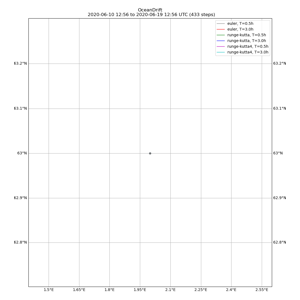 OceanDrift
2020-06-10 12:56 to 2020-06-19 12:56 UTC (433 steps)
euler, T=0.5h
euler, T=3.0h
runge-kutta, T=0.5h
runge-kutta, T=3.0h
runge-kutta4, T=0.5h
runge-kutta4, T=3.0h
63.2°N 63.2°N
63.1°N 63.1°N
63°N 63°N
62.9°N 62.9°N
62.8°N 62.8°N
1.5°E 1.65°E 1.8°E 1.95°E 2.1°E 2.25°E 2.4°E 2.55°E